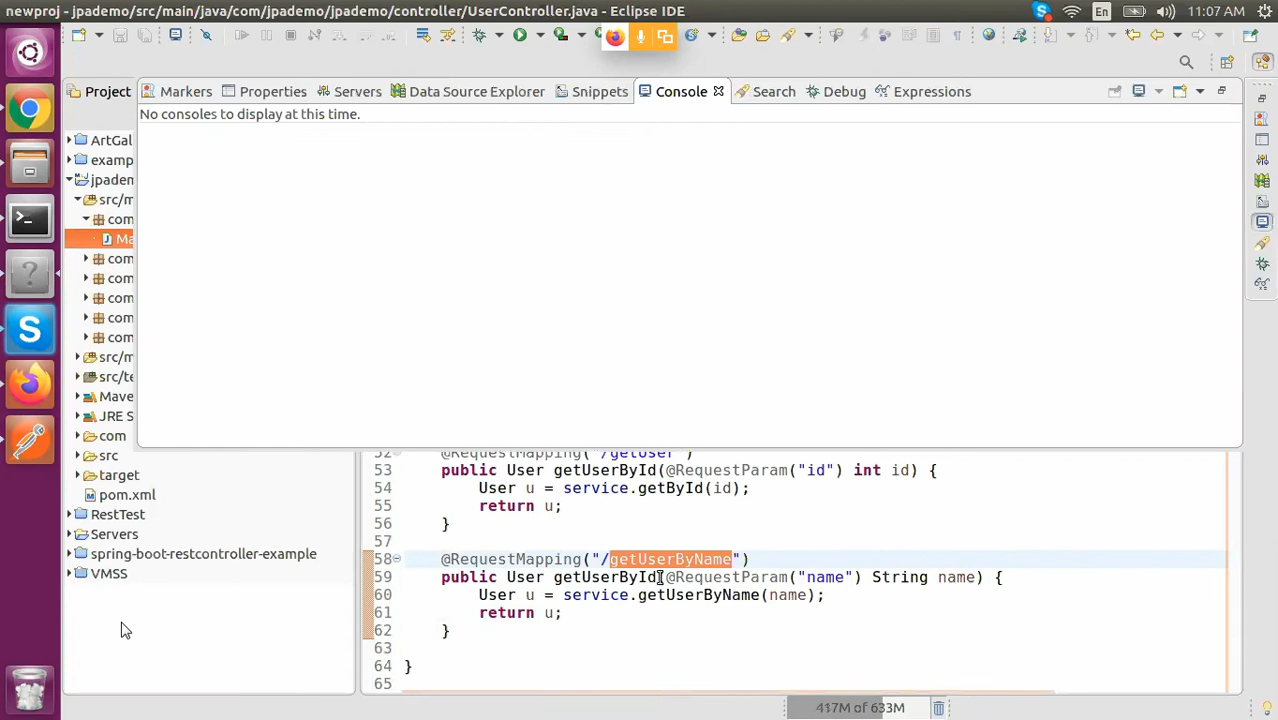 newproj - jpademo/src/main/java/com/jpademo/jpademo/controller/UserController.java - Eclipse IDE
En
11:07 AM
Project
Markers
Properties
Servers
Data Source Explorer
Snippets
Console
Search
Debug
Expressions
No consoles to display at this time.
ArtGal
examp
jpadem
src/m
com
Ma
com
com
com
com
com
src/m
src/te
Mave
JRE S
com
src
target
pom.xml
RestTest
Servers
spring-boot-restcontroller-example
VMSS
52 @RequestMapping("/getUser")
53 public User getUserById(@RequestParam("id") int id) {
54 User u = service.getById(id);
55 return u;
56 }
57
58 @RequestMapping("/getUserByName")
59 public User getUserById(@RequestParam("name") String name) {
60 User u = service.getUserByName(name);
61 return u;
62 }
63
64 }
65
417M of 633M